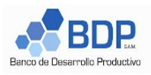 BDP
S.A.M.
Banco de Desarrollo Productivo